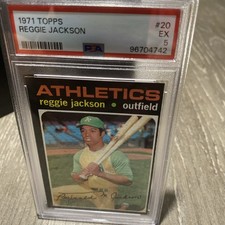 1971 TOPPS #20
REGGIE JACKSON EX
PSA 5
96704742
ATHLETICS
reggie jackson • outfield